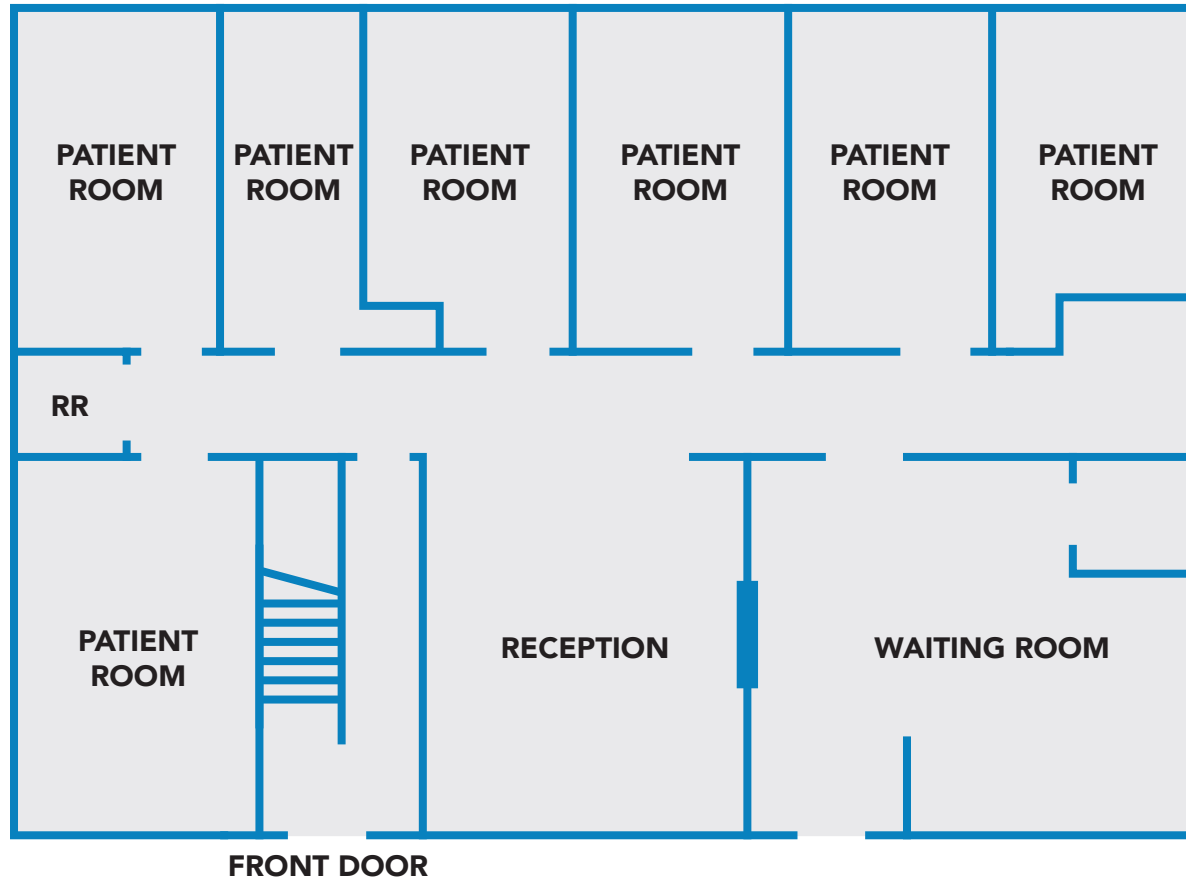 PATIENT
ROOM
PATIENT
ROOM
PATIENT
ROOM
PATIENT
ROOM
PATIENT
ROOM
PATIENT
ROOM
RR
PATIENT
ROOM
RECEPTION
WAITING ROOM
FRONT DOOR